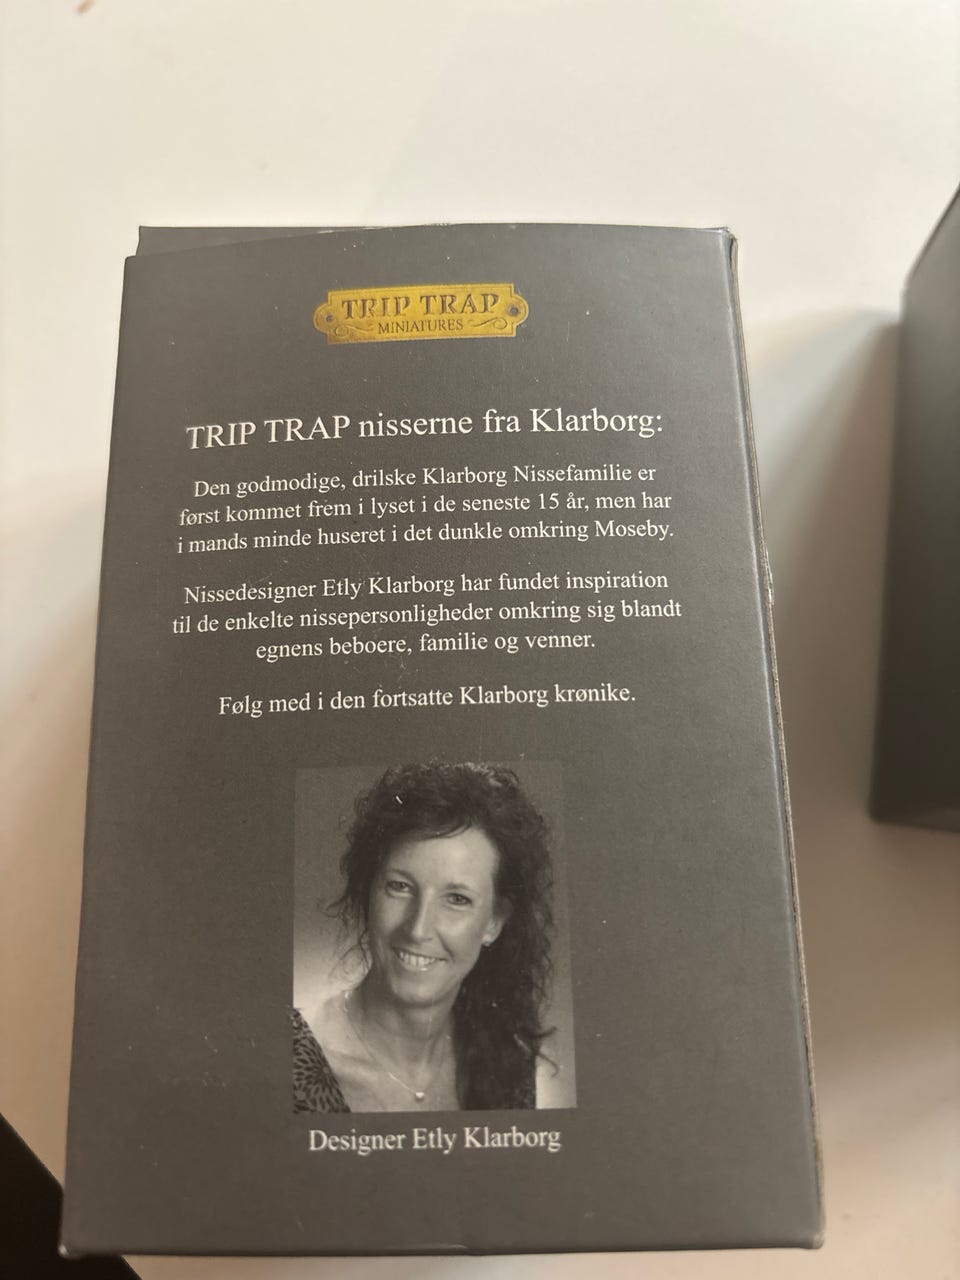 TRIP TRAP
MINIATURES
TRIP TRAP nisserne fra Klarborg:
Den godmodige, drilske Klarborg Nissefamilie er
først kommet frem i lyset i de seneste 15 år, men har
i mands minde huseret i det dunkle omkring Moseby.
Nissedesigner Etly Klarborg har fundet inspiration
til de enkelte nissepersonligheder omkring sig blandt
egnens beboere, familie og venner.
Følg med i den fortsatte Klarborg krønike.
Designer Etly Klarborg